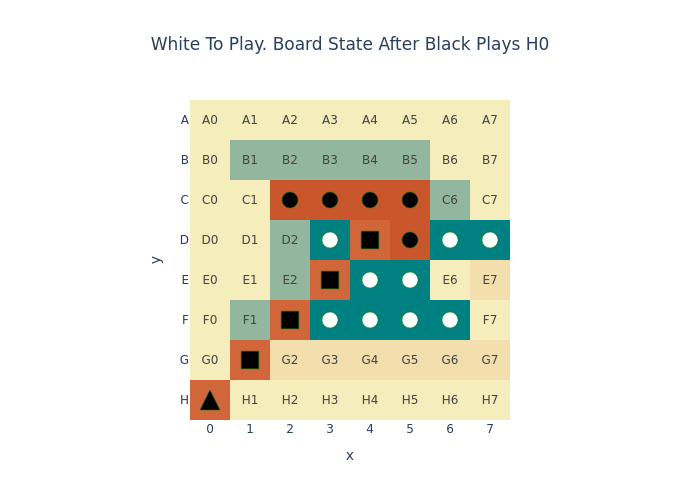 White To Play. Board State After Black Plays H0
A A0 A1 A2 A3 A4 A5 A6 A7
B B0 B1 B2 B3 B4 B5 B6 B7
C C0 C1 C6 C7
D D0 D1 D2
E E0 E1 E2 E6 E7
F F0 F1 F7
G G0 G2 G3 G4 G5 G6 G7
H H1 H2 H3 H4 H5 H6 H7
0 1 2 3 4 5 6 7
x
y